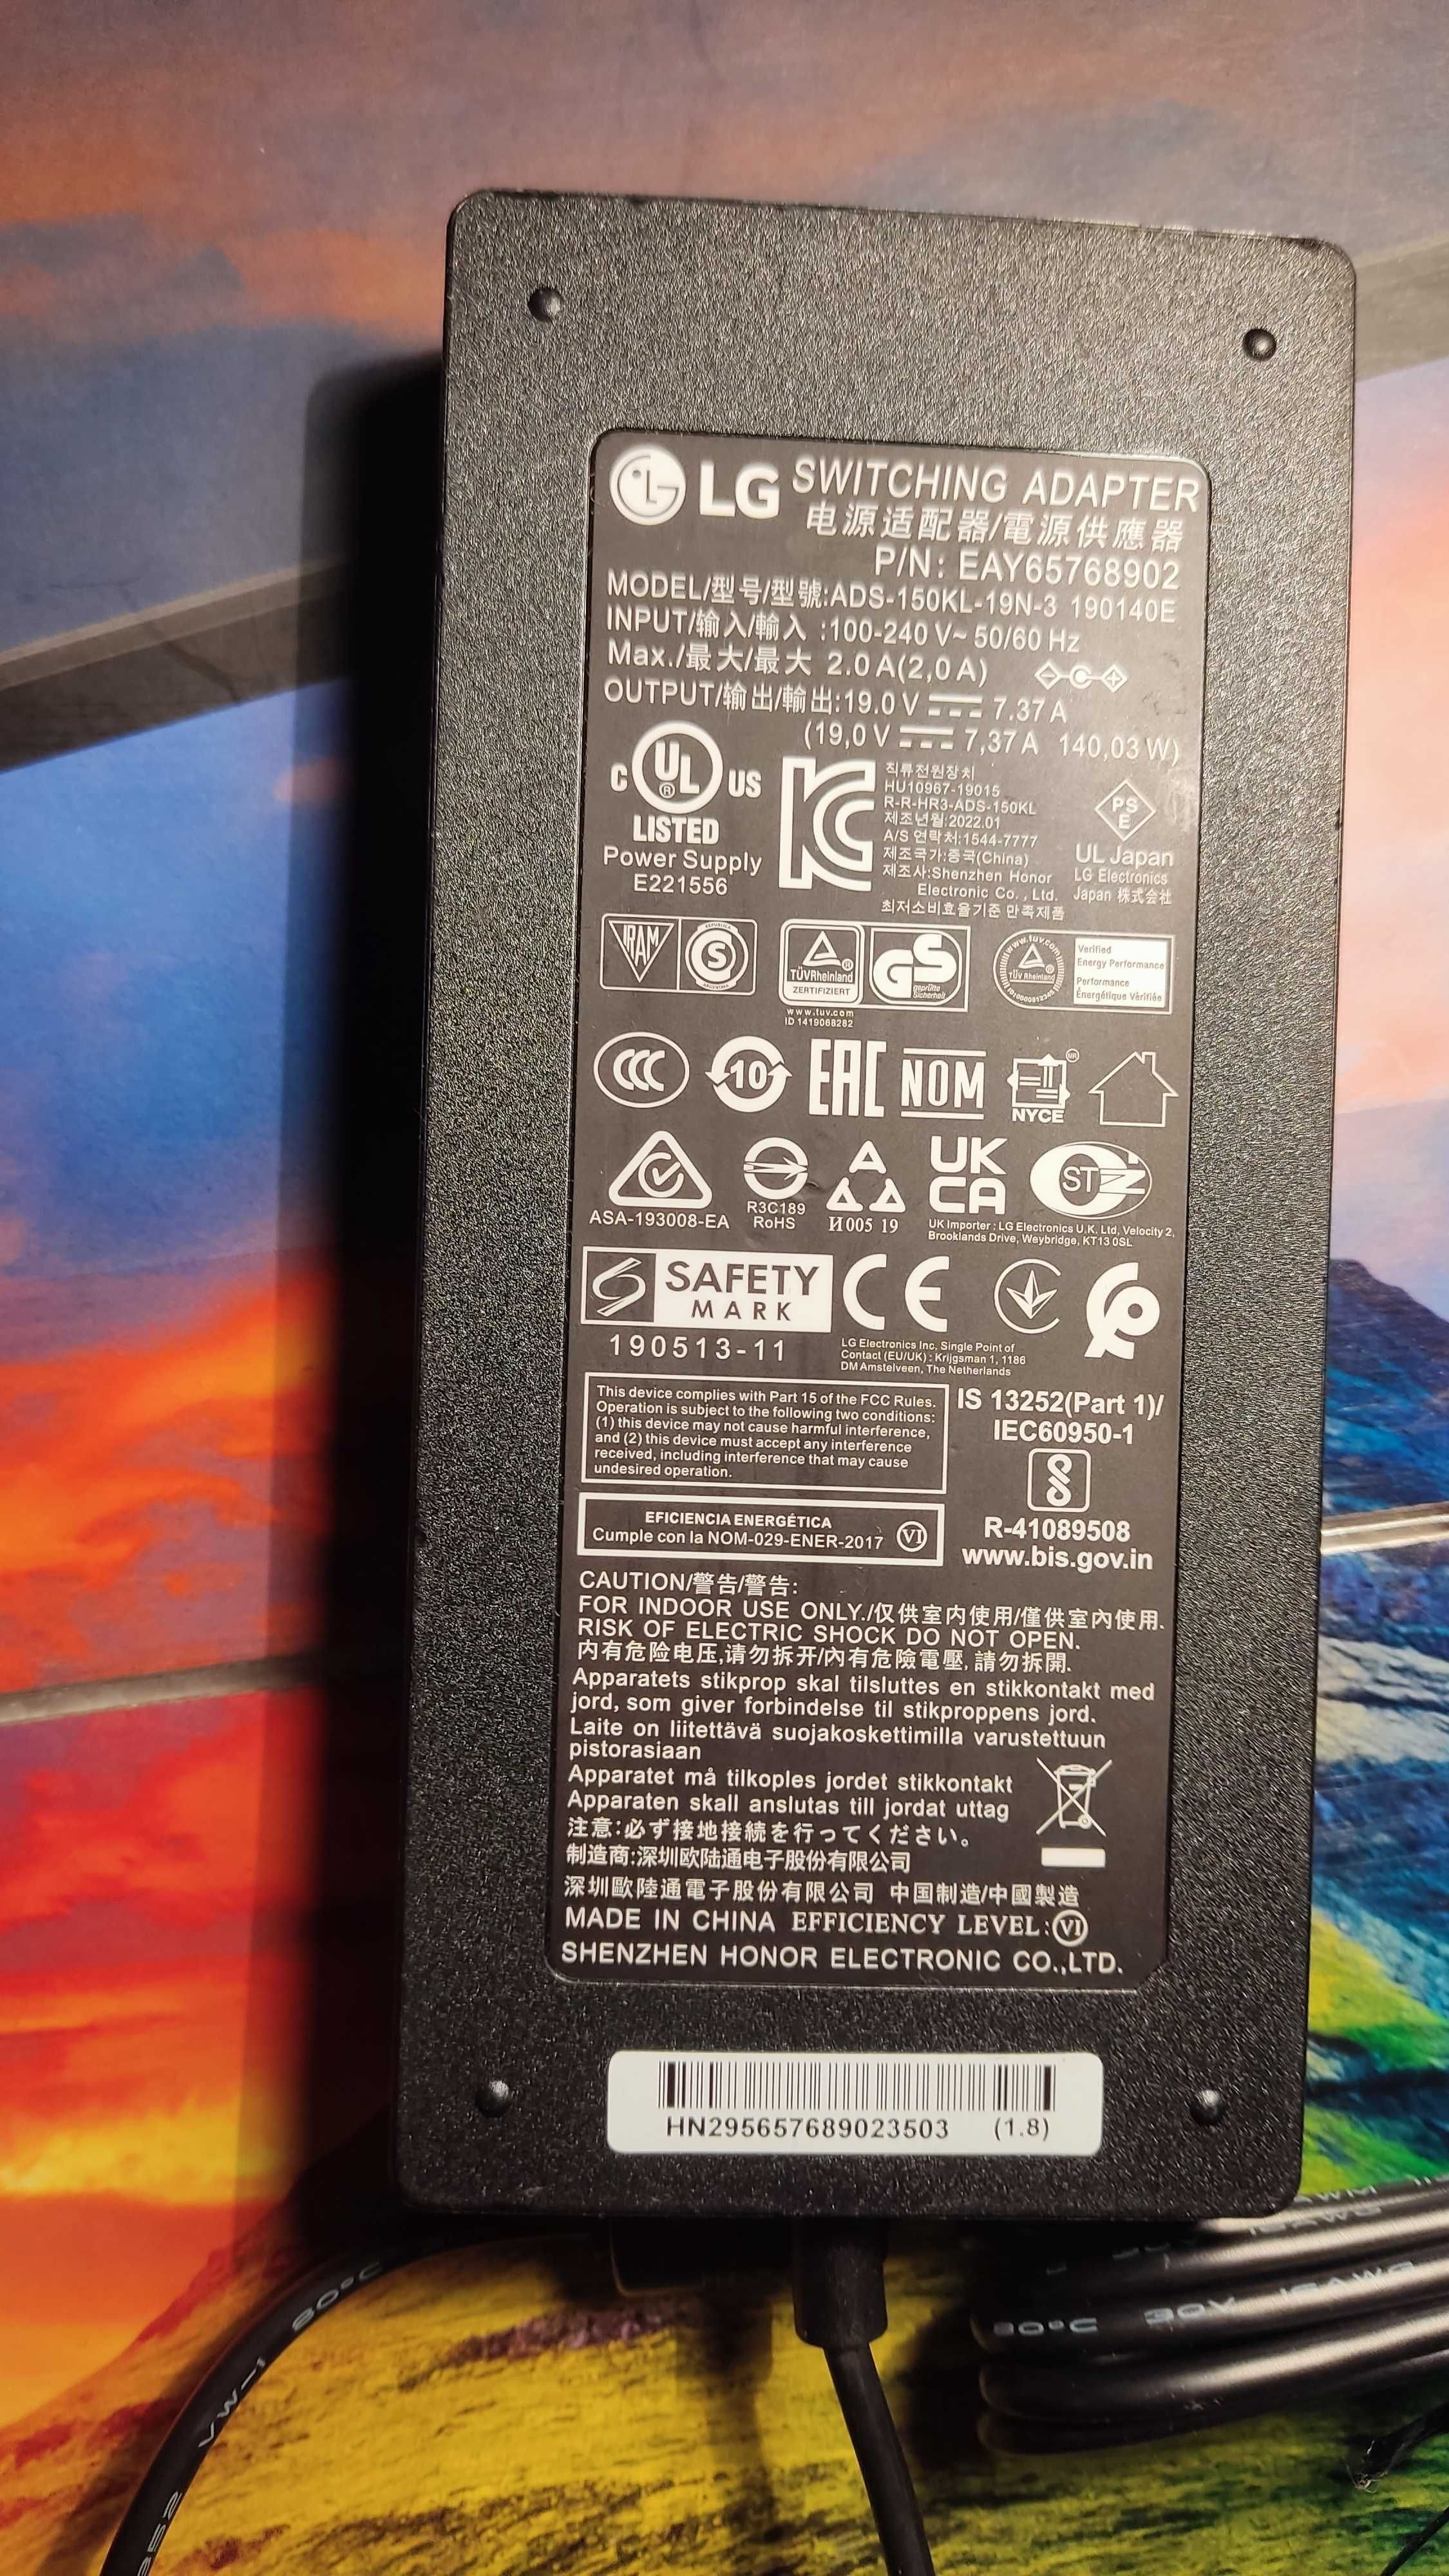 LG SWITCHING ADAPTER
电源适配器/電源供應器
P/N: EAY65768902
MODEL/型号/型號:ADS-150KL-19N-3 190140E
INPUT/输入/輸入 :100-240 V~ 50/60 Hz
Max./最大/最大 2.0 A(2,0 A)
OUTPUT/输出/輸出:19.0 V 7.37 A
(19,0 V 7,37 A 140,03 W)
C UL US
LISTED
Power Supply
E221556
직류전원장치
HU10967-19015
R-R-HR3-ADS-150KL
제조년월:2022.01
A/S 연락처:1544-7777
제조국가:중국(China)
제조사:Shenzhen Honor
Electronic Co., Ltd.
최저소비효율기준 만족제품
PS
E
UL Japan
LG Electronics
Japan 株式会社
IRAM
S
TÜVRheinland
ZERTIFIZIERT
GS
geprüfte
Sicherheit
www.tuv.com
ID 1419068282
www.tuv.com
TÜV Rheinland
Verified
Energy Performance
Performance
Énergétique Vérifiée
CCC
10
EAC
NOM
NYCE
ASA-193008-EA
R3C189
RoHS
И005 19
UK
CA
UK Importer : LG Electronics U.K. Ltd, Velocity 2,
Brooklands Drive, Weybridge, KT13 0SL
SAFETY
MARK
190513-11
CE
LG Electronics Inc. Single Point of
Contact (EU/UK) : Krijgsman 1, 1186
DM Amstelveen, The Netherlands
This device complies with Part 15 of the FCC Rules.
Operation is subject to the following two conditions:
(1) this device may not cause harmful interference,
and (2) this device must accept any interference
received, including interference that may cause
undesired operation.
IS 13252(Part 1)/
IEC60950-1
R-41089508
www.bis.gov.in
EFICIENCIA ENERGÉTICA
Cumple con la NOM-029-ENER-2017 VI
CAUTION/警告/警告:
FOR INDOOR USE ONLY./仅供室内使用/僅供室內使用.
RISK OF ELECTRIC SHOCK DO NOT OPEN.
内有危险电压,请勿拆开/內有危險電壓, 請勿拆開.
Apparatets stikprop skal tilsluttes en stikkontakt med
jord, som giver forbindelse til stikproppens jord.
Laite on liitettävä suojakoskettimilla varustettuun
pistorasiaan
Apparatet må tilkoples jordet stikkontakt
Apparaten skall anslutas till jordat uttag
注意:必ず接地接続を行ってください。
制造商:深圳欧陆通电子股份有限公司
深圳歐陸通電子股份有限公司 中国制造/中國製造
MADE IN CHINA EFFICIENCY LEVEL:VI
SHENZHEN HONOR ELECTRONIC CO.,LTD.
HN295657689023503 (1.8)
VW-1 80°C